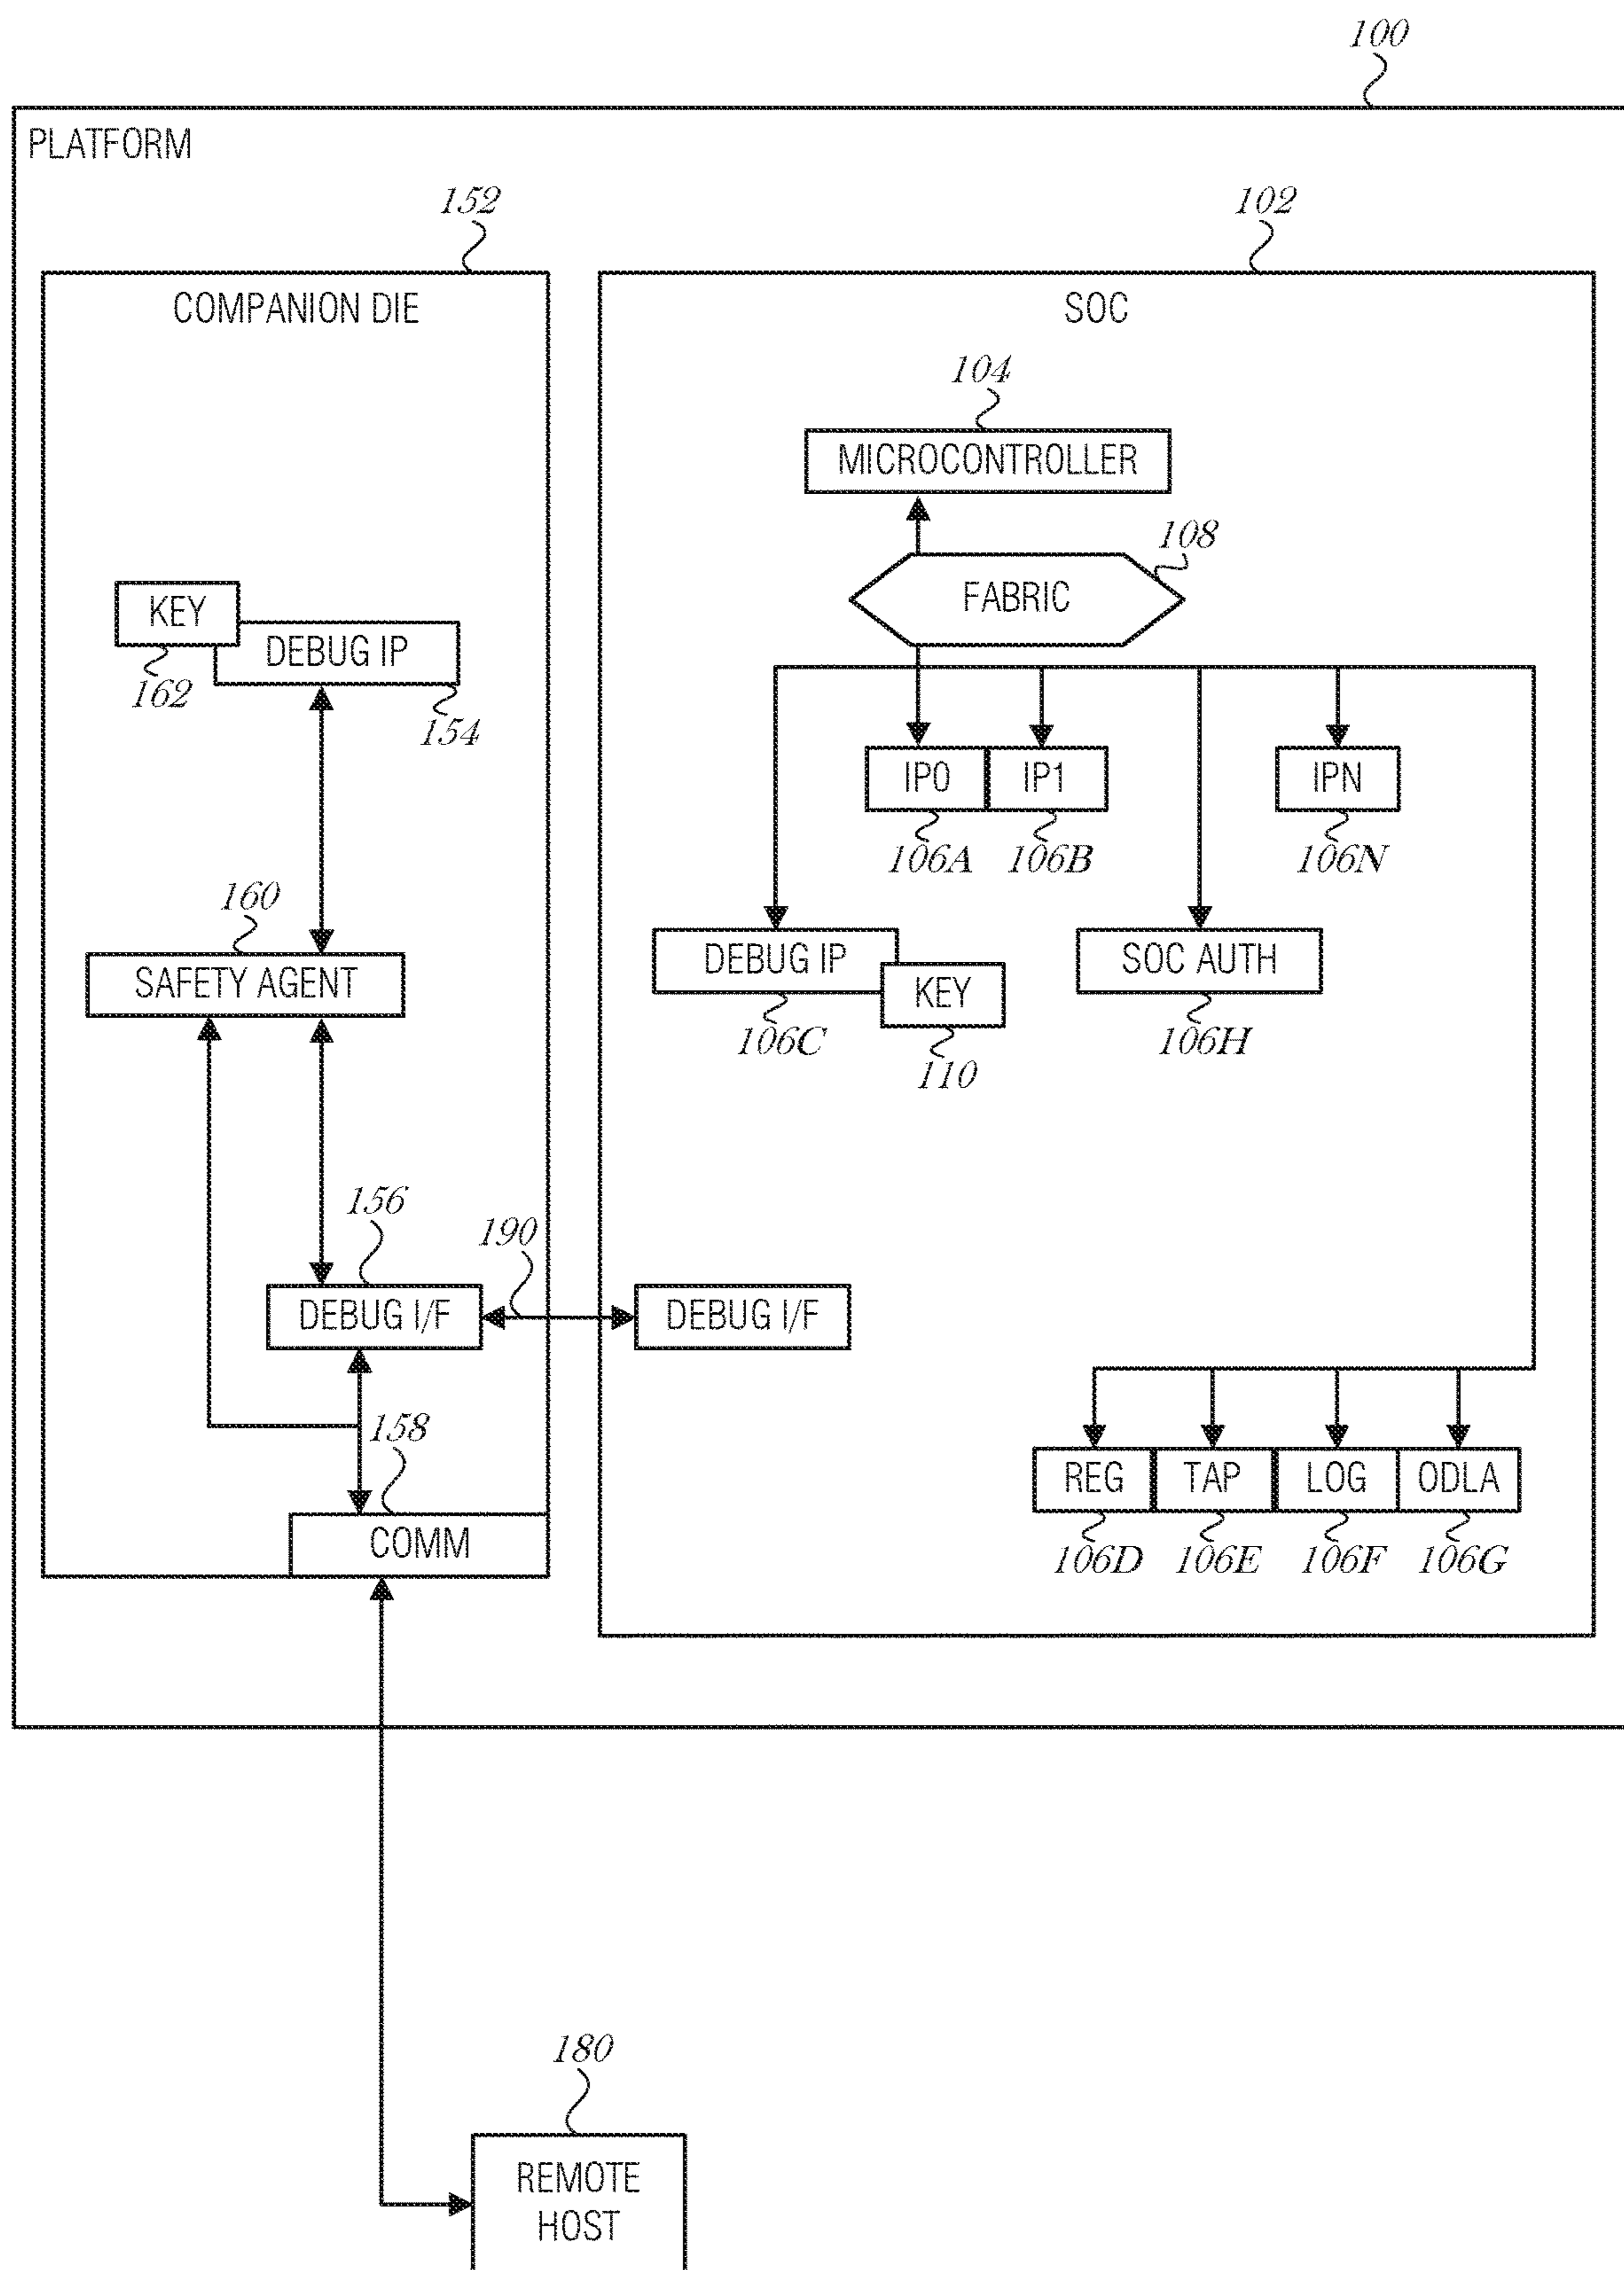 100
PLATFORM
152
102
COMPANION DIE
SOC
104
MICROCONTROLLER
108
FABRIC
KEY
DEBUG IP
162
154
IP0
IP1
IPN
106A
106B
106N
160
SAFETY AGENT
DEBUG IP
KEY
SOC AUTH
106C
110
106H
156
190
DEBUG I/F
DEBUG I/F
158
COMM
REG
TAP
LOG
ODLA
106D
106E
106F
106G
180
REMOTE
HOST